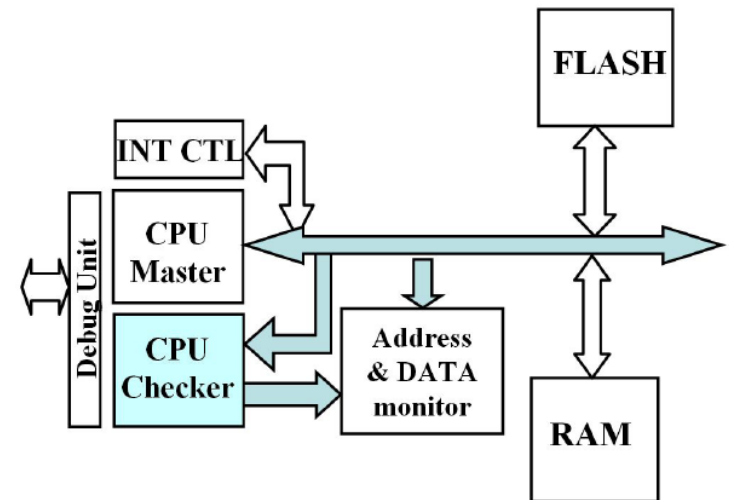 FLASH
INT CTL
CPU
Master
Debug Unit
CPU
Checker
Address
& DATA
monitor
RAM